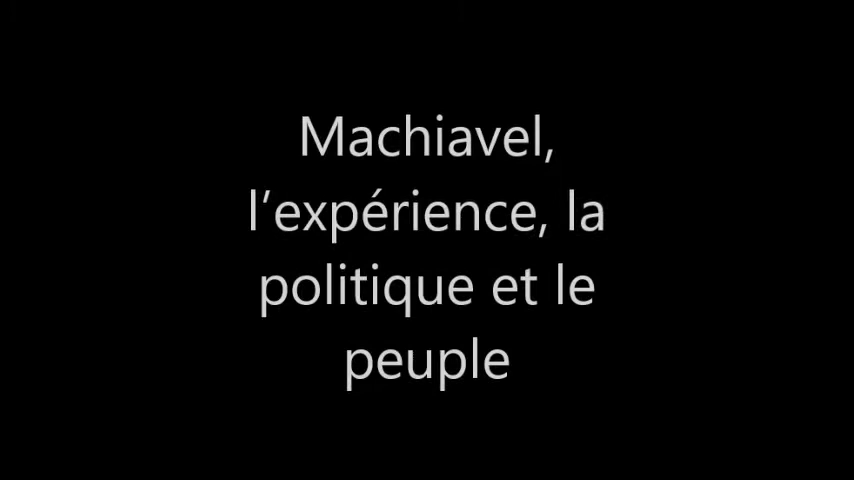 Machiavel,
l’expérience, la
politique et le
peuple